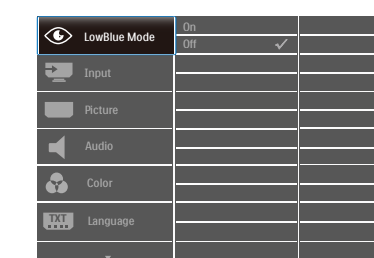 LowBlue Mode
On
Off
Input
Picture
Audio
Color
TXT
Language